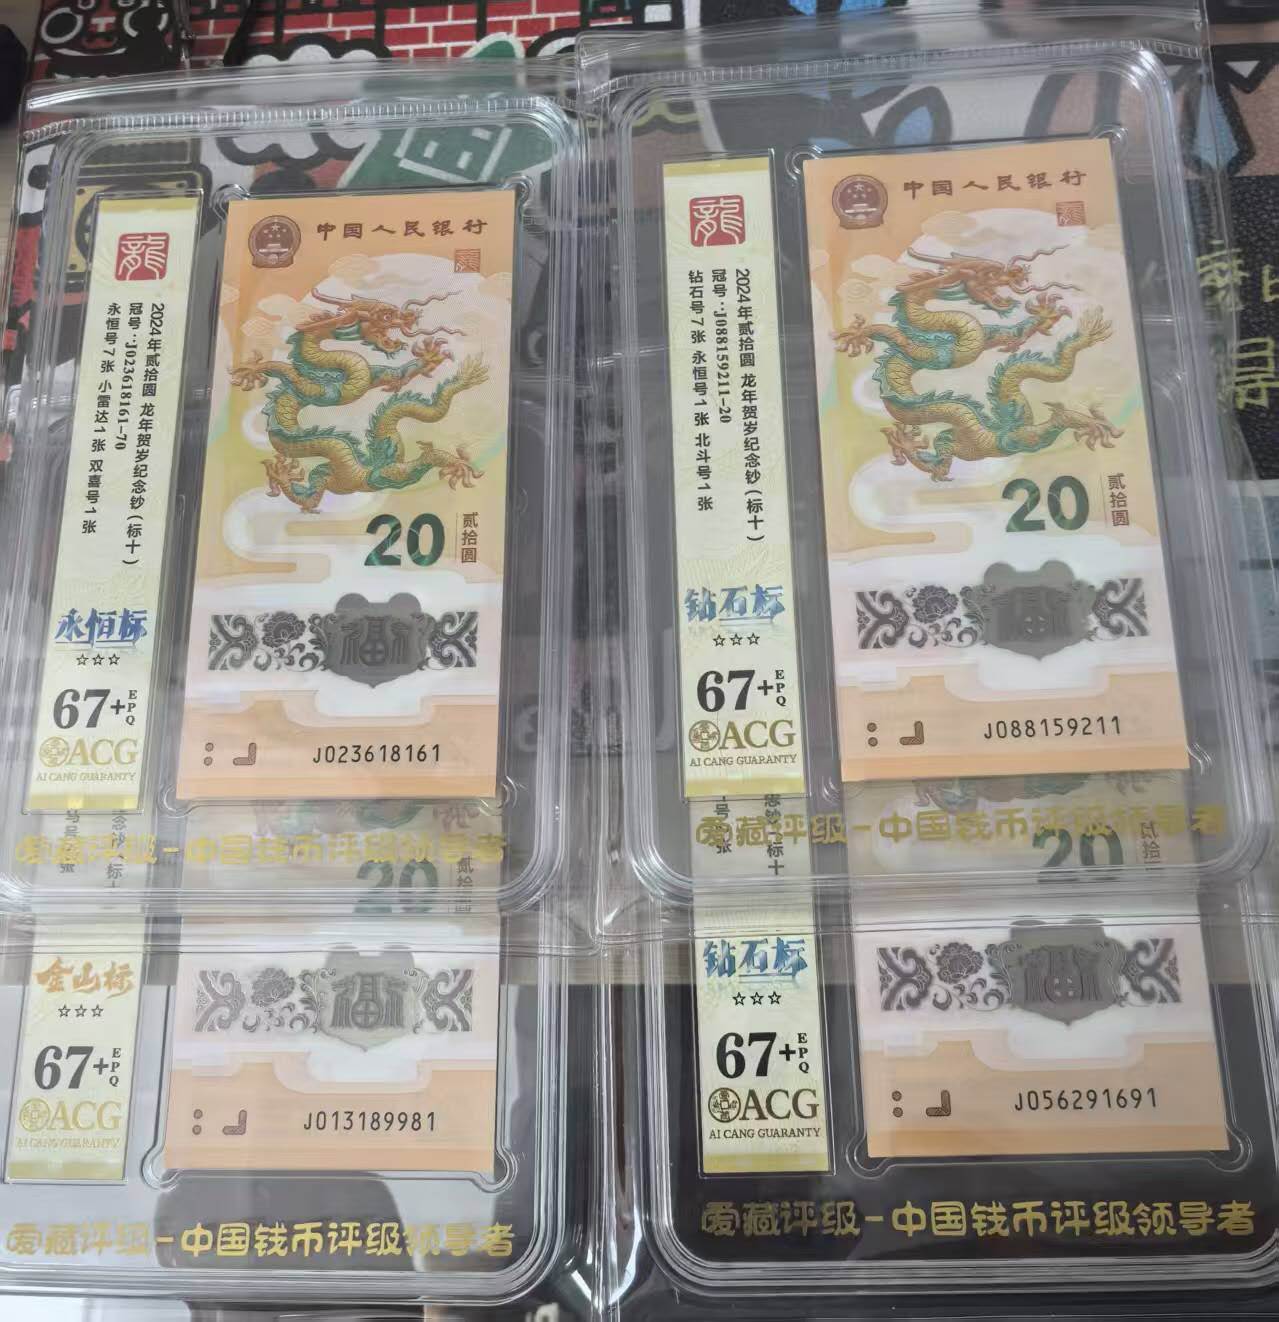 龍
2024年贰拾圆 龙年贺岁纪念钞(标十)
冠号:J023618161-70
永恒号7张 小雷达1张 双喜号1张
永恒标
☆☆☆
67+EPQ
ACG
AI CANG GUARANTY
中国人民银行
20
贰拾圆
福
J023618161
爱藏评级-中国钱币评级领导者
龍
2024年贰拾圆 龙年贺岁纪念钞(标十)
冠号:J088159211-20
钻石号7张 永恒号1张 北斗号1张
钻石标
☆☆☆
67+EPQ
ACG
AI CANG GUARANTY
中国人民银行
20
贰拾圆
福
J088159211
爱藏评级-中国钱币评级领导者
20
金山标
☆☆☆
67+EPQ
ACG
AI CANG GUARANTY
福
J013189981
爱藏评级-中国钱币评级领导者
20
钻石标
☆☆☆
67+EPQ
ACG
AI CANG GUARANTY
福
J056291691
爱藏评级-中国钱币评级领导者